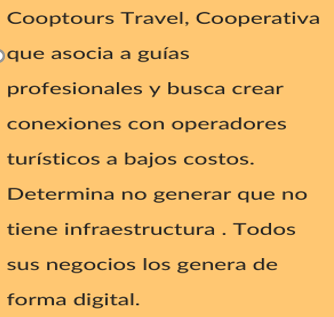 Cooptours Travel, Cooperativa
que asocia a guías
profesionales y busca crear
conexiones con operadores
turísticos a bajos costos.
Determina no generar que no
tiene infraestructura . Todos
sus negocios los genera de
forma digital.